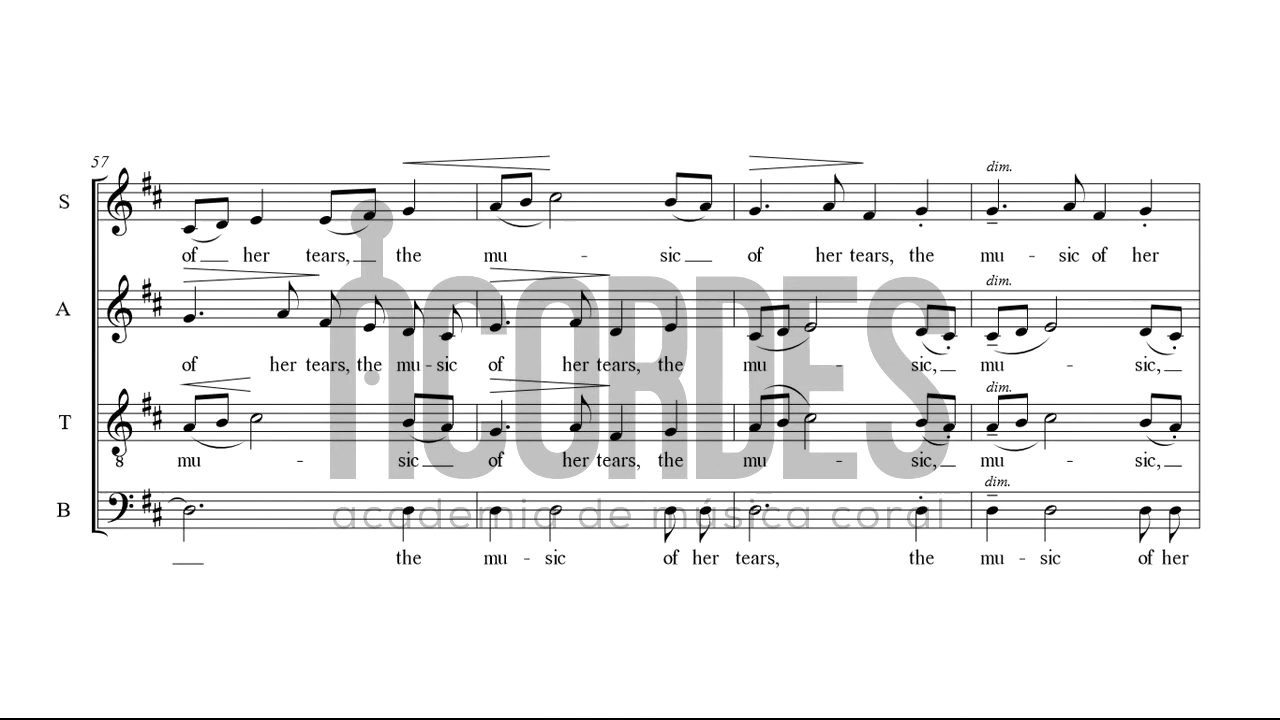 57
dim.
S
of her tears, the mu - sic of her tears, the mu - sic of her
dim.
A
of her tears, the mu - sic of her tears, the mu - sic, mu - sic,
dim.
T
8
mu - sic of her tears, the mu - sic, mu - sic,
dim.
B
the mu - sic of her tears, the mu - sic of her
ACORDES
academia de música coral